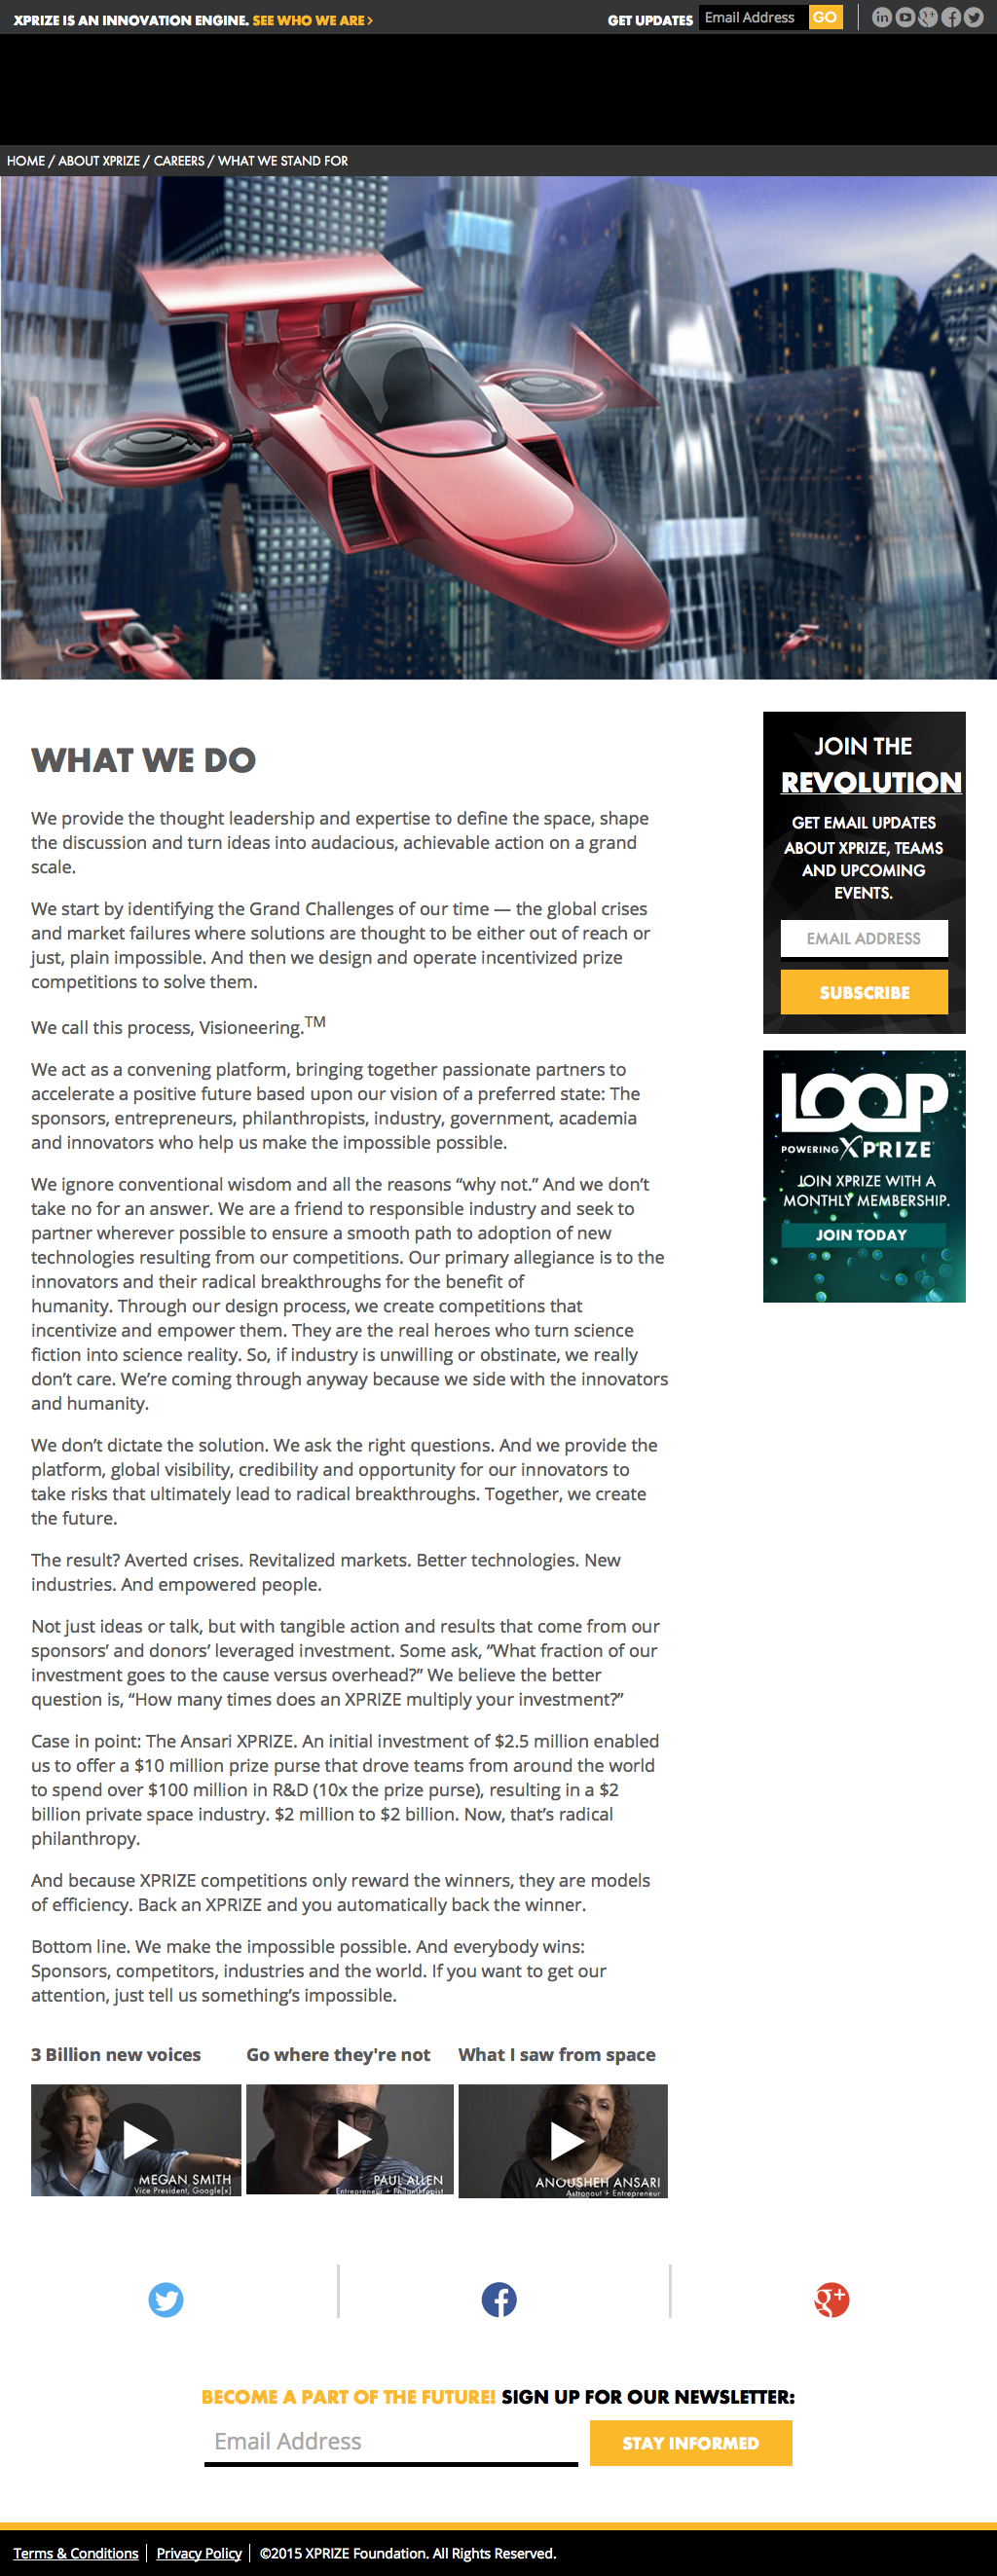 XPRIZE IS AN INNOVATION ENGINE. SEE WHO WE ARE >
GET UPDATES Email Address GO
HOME / ABOUT XPRIZE / CAREERS / WHAT WE STAND FOR
WHAT WE DO
We provide the thought leadership and expertise to define the space, shape
the discussion and turn ideas into audacious, achievable action on a grand
scale.
We start by identifying the Grand Challenges of our time — the global crises
and market failures where solutions are thought to be either out of reach or
just, plain impossible. And then we design and operate incentivized prize
competitions to solve them.
We call this process, Visioneering.TM
We act as a convening platform, bringing together passionate partners to
accelerate a positive future based upon our vision of a preferred state: The
sponsors, entrepreneurs, philanthropists, industry, government, academia
and innovators who help us make the impossible possible.
We ignore conventional wisdom and all the reasons “why not.” And we don’t
take no for an answer. We are a friend to responsible industry and seek to
partner wherever possible to ensure a smooth path to adoption of new
technologies resulting from our competitions. Our primary allegiance is to the
innovators and their radical breakthroughs for the benefit of
humanity. Through our design process, we create competitions that
incentivize and empower them. They are the real heroes who turn science
fiction into science reality. So, if industry is unwilling or obstinate, we really
don’t care. We’re coming through anyway because we side with the innovators
and humanity.
We don’t dictate the solution. We ask the right questions. And we provide the
platform, global visibility, credibility and opportunity for our innovators to
take risks that ultimately lead to radical breakthroughs. Together, we create
the future.
The result? Averted crises. Revitalized markets. Better technologies. New
industries. And empowered people.
Not just ideas or talk, but with tangible action and results that come from our
sponsors’ and donors’ leveraged investment. Some ask, “What fraction of our
investment goes to the cause versus overhead?” We believe the better
question is, “How many times does an XPRIZE multiply your investment?”
Case in point: The Ansari XPRIZE. An initial investment of $2.5 million enabled
us to offer a $10 million prize purse that drove teams from around the world
to spend over $100 million in R&D (10x the prize purse), resulting in a $2
billion private space industry. $2 million to $2 billion. Now, that’s radical
philanthropy.
And because XPRIZE competitions only reward the winners, they are models
of efficiency. Back an XPRIZE and you automatically back the winner.
Bottom line. We make the impossible possible. And everybody wins:
Sponsors, competitors, industries and the world. If you want to get our
attention, just tell us something’s impossible.
3 Billion new voices
MEGAN SMITH
Vice President, Google[x]
Go where they're not
PAUL ALLEN
Entrepreneur + Philanthropist
What I saw from space
ANOUSHEH ANSARI
Astronaut + Entrepreneur
JOIN THE
REVOLUTION
GET EMAIL UPDATES
ABOUT XPRIZE, TEAMS
AND UPCOMING
EVENTS.
EMAIL ADDRESS
SUBSCRIBE
LOOP™
POWERING XPRIZE
JOIN XPRIZE WITH A
MONTHLY MEMBERSHIP.
JOIN TODAY
BECOME A PART OF THE FUTURE! SIGN UP FOR OUR NEWSLETTER:
Email Address
STAY INFORMED
Terms & Conditions | Privacy Policy | ©2015 XPRIZE Foundation. All Rights Reserved.